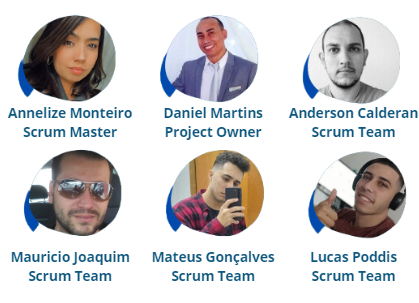 Annelize Monteiro
Scrum Master
Daniel Martins
Project Owner
Anderson Calderan
Scrum Team
Mauricio Joaquim
Scrum Team
Mateus Gonçalves
Scrum Team
Lucas Poddis
Scrum Team